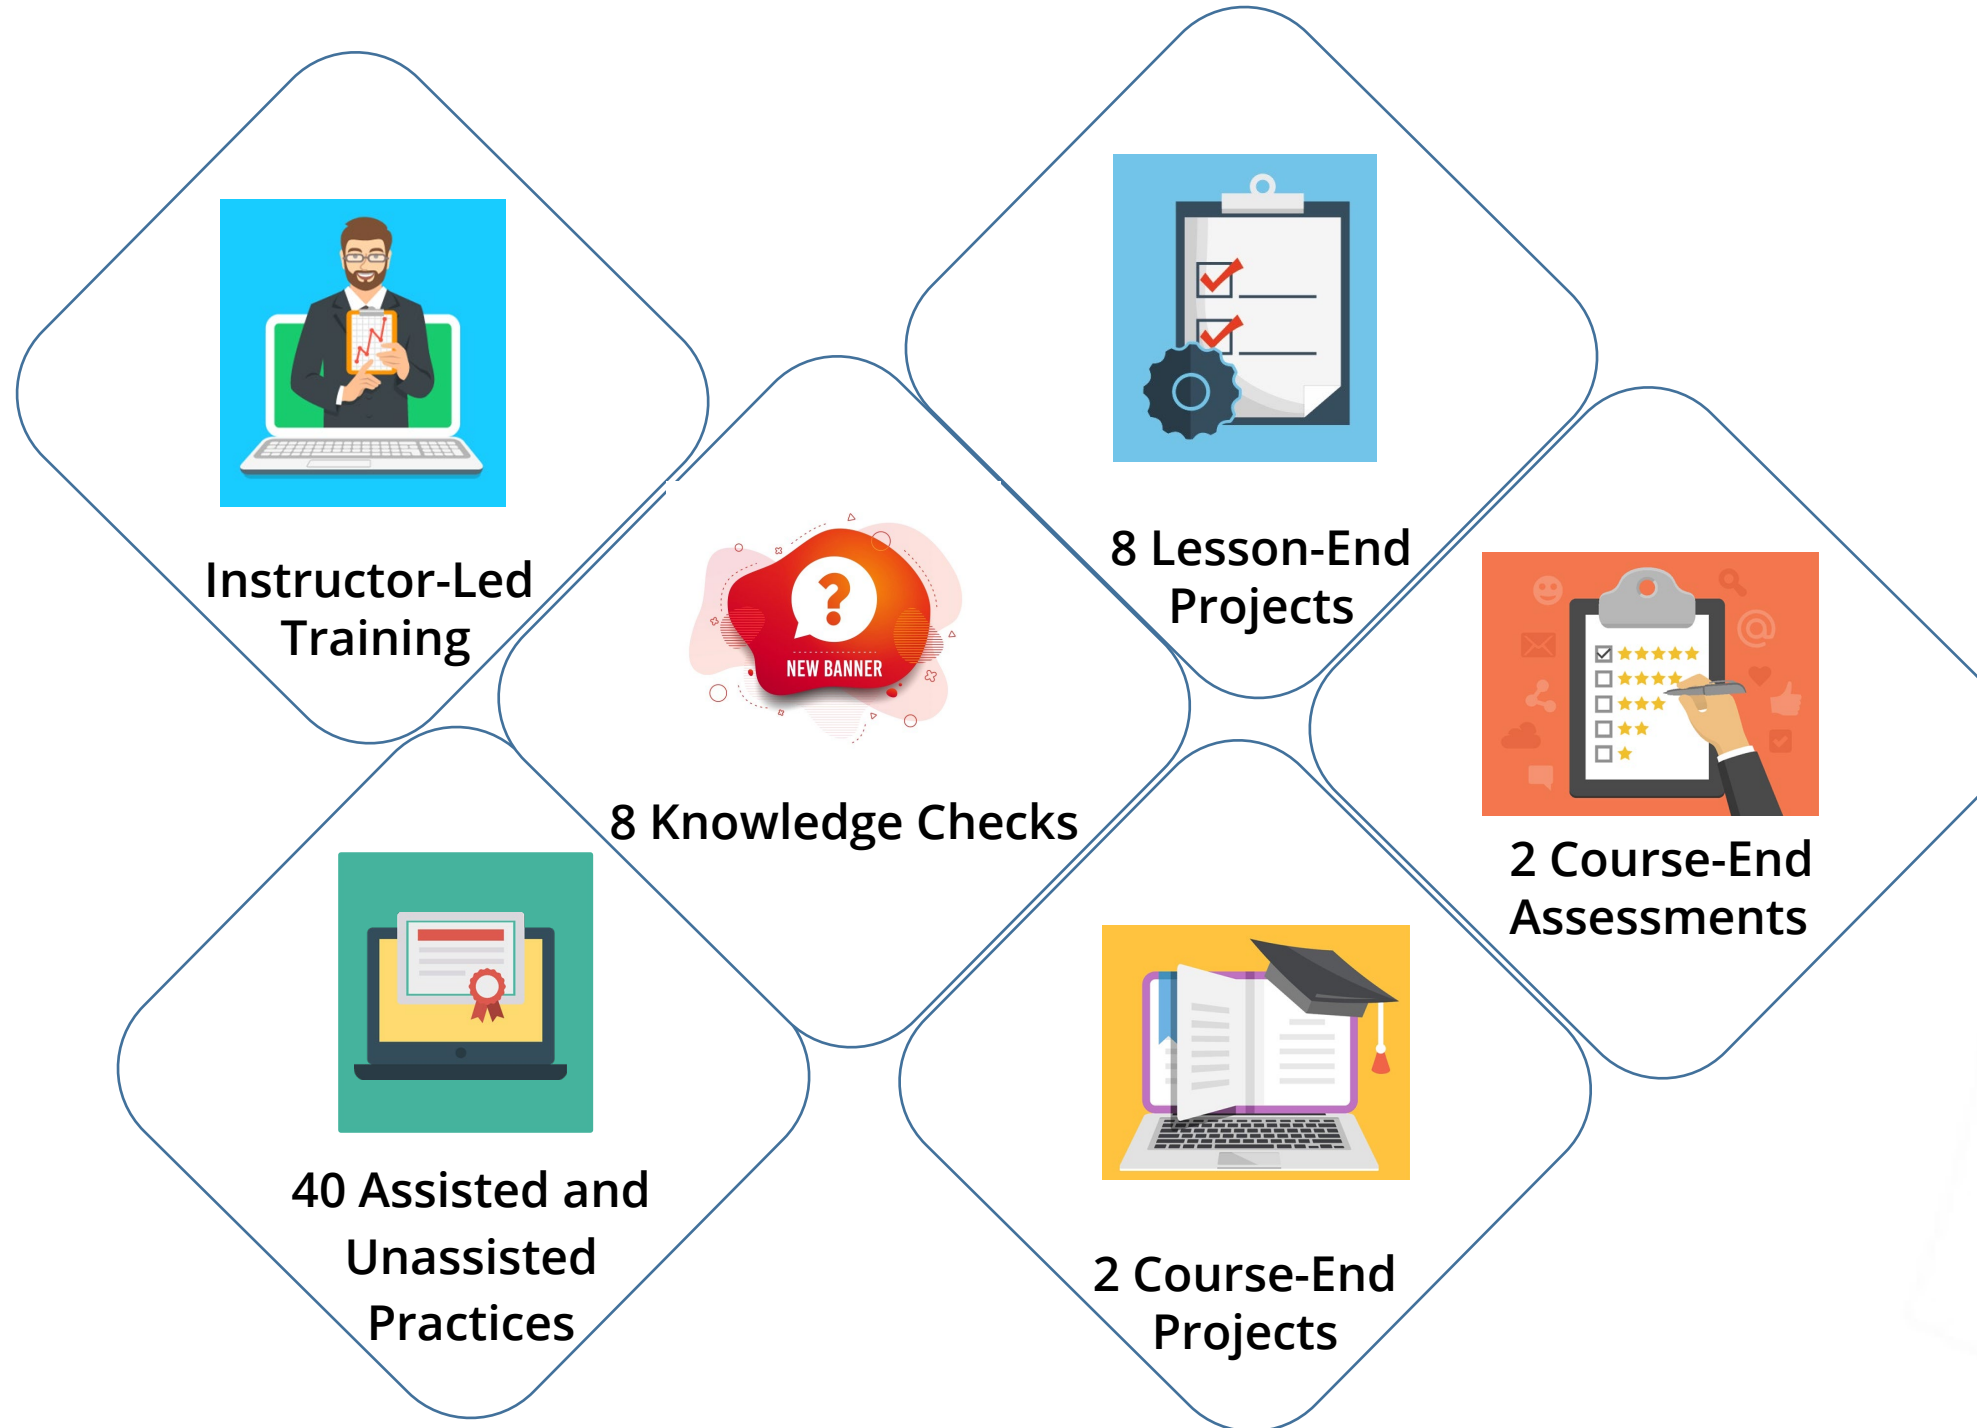 Instructor-Led
Training
8 Lesson-End
Projects
NEW BANNER
8 Knowledge Checks
2 Course-End
Assessments
40 Assisted and
Unassisted
Practices
2 Course-End
Projects